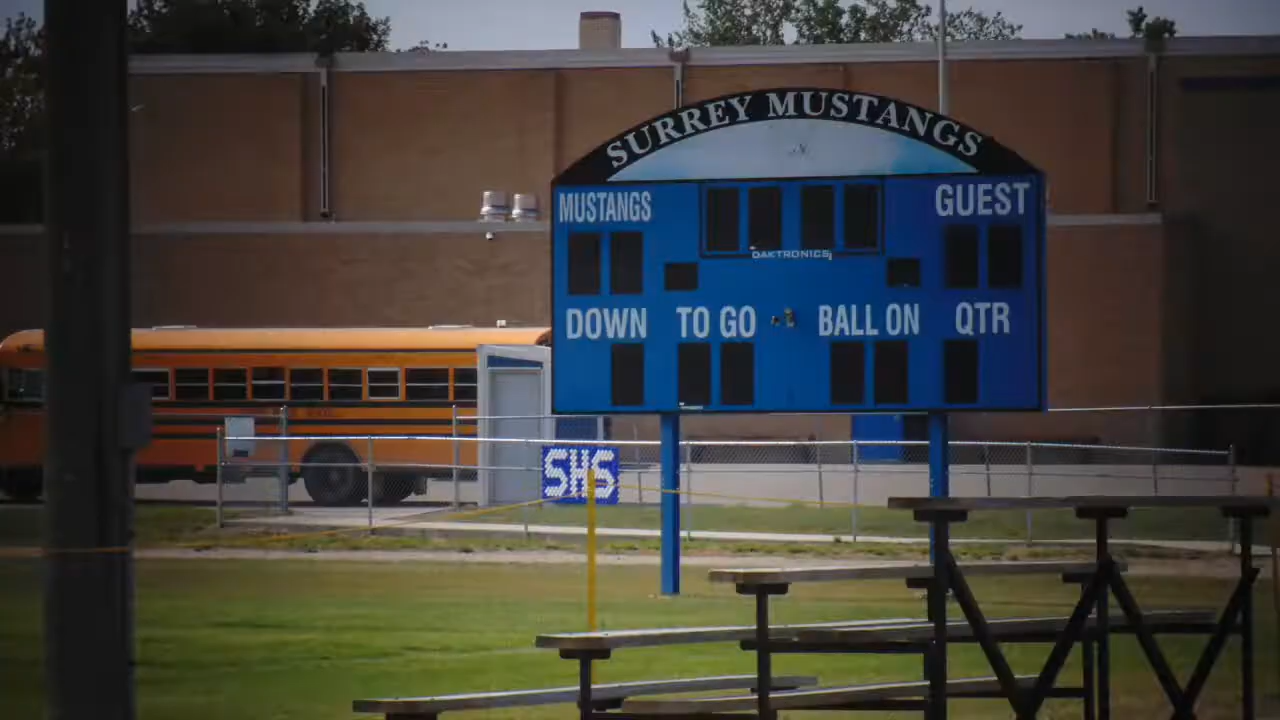 SURREY MUSTANGS
MUSTANGS
GUEST
DAKTRONICS
DOWN
TO GO
BALL ON
QTR
SHS